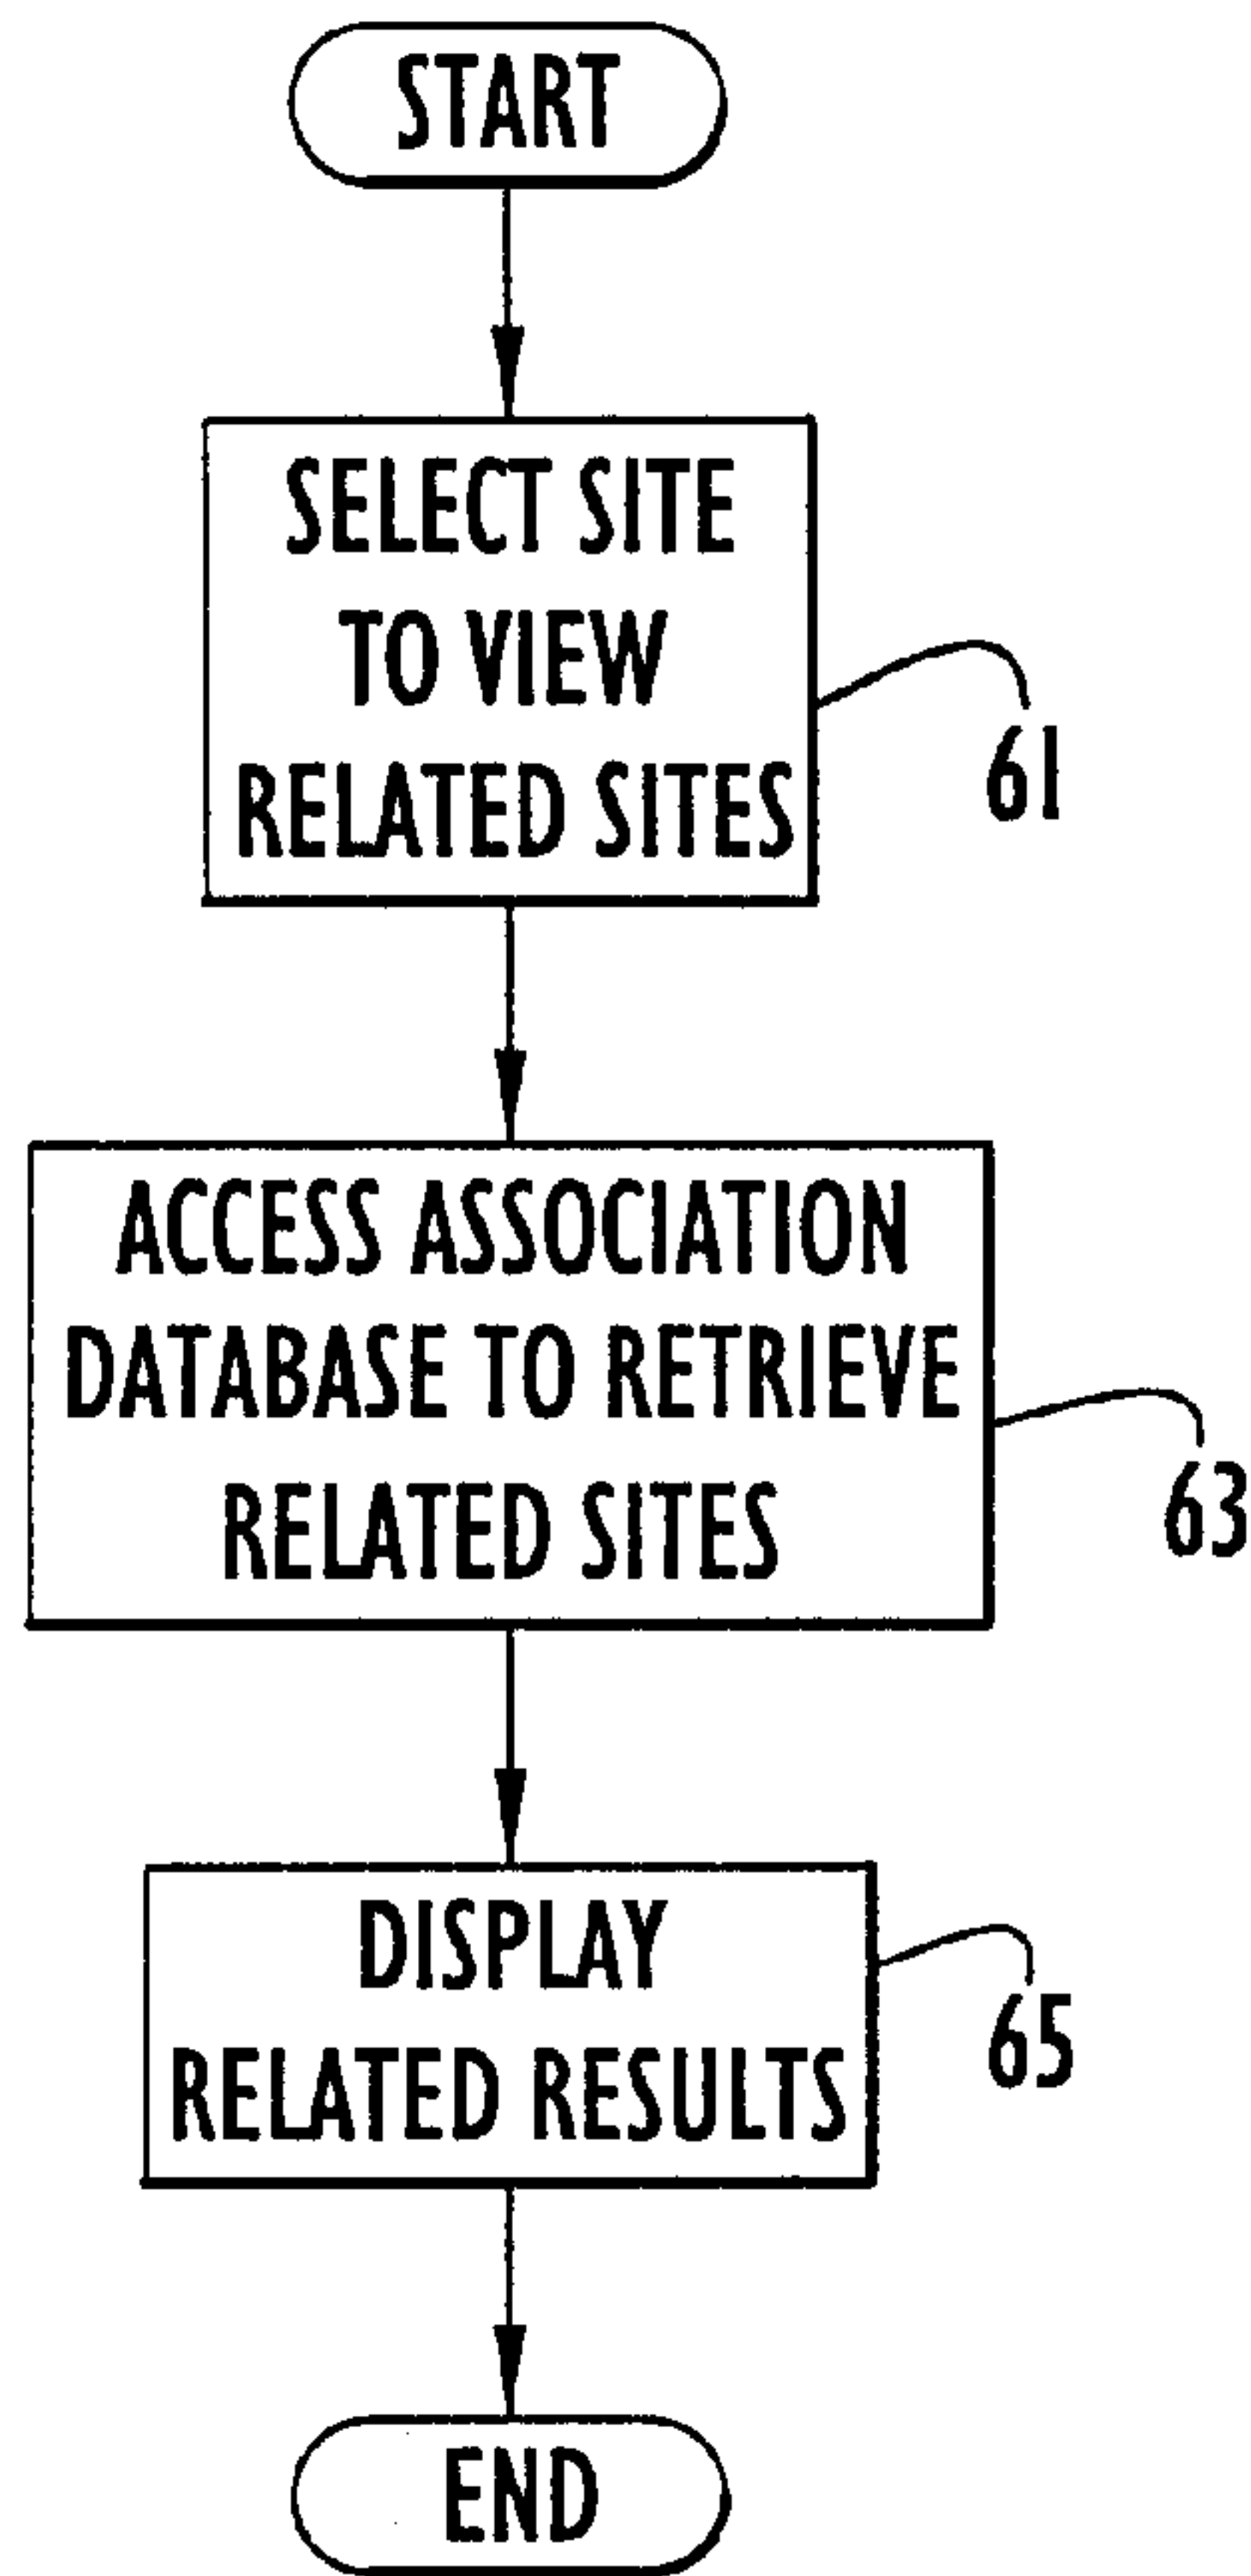 START
SELECT SITE
TO VIEW
RELATED SITES
61
ACCESS ASSOCIATION
DATABASE TO RETRIEVE
RELATED SITES
63
DISPLAY
RELATED RESULTS
65
END